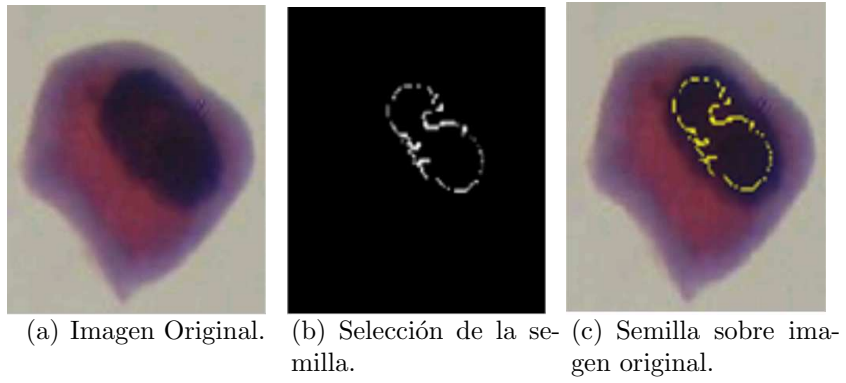 (a) Imagen Original.
(b) Selección de la se-
milla.
(c) Semilla sobre ima-
gen original.